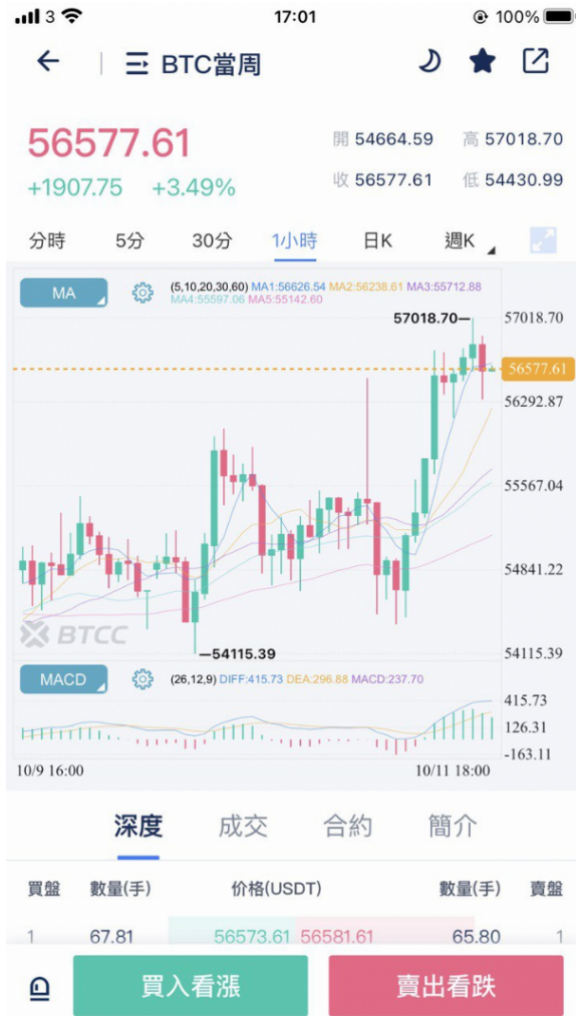 3 17:01 100%
BTC當周
56577.61
開 54664.59 高 57018.70
+1907.75 +3.49%
收 56577.61 低 54430.99
分時 5分 30分 1小時 日K 週K
MA (5,10,20,30,60) MA1:56626.54 MA2:56238.61 MA3:55712.88
MA4:55597.06 MA5:55142.60
57018.70 57018.70
56577.61
56292.87
55567.04
54841.22
BTCC
54115.39 54115.39
MACD (26,12,9) DIFF:415.73 DEA:296.88 MACD:237.70
415.73
126.31
-163.11
10/9 16:00 10/11 18:00
深度 成交 合約 簡介
買盤 數量(手) 价格(USDT) 數量(手) 賣盤
1 67.81 56573.61 56581.61 65.80 1
買入看漲 賣出看跌